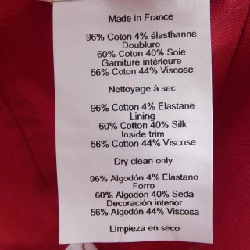 Made in France
96% Coton 4% élasthanne
Doublure
60% Coton 40% Soie
Garniture intérieure
56% Coton 44% Viscose
Nettoyage à sec
96% Cotton 4% Elastane
Lining
60% Cotton 40% Silk
Inside trim
56% Cotton 44% Viscose
Dry clean only
96% Algodón 4% Elastano
Forro
60% Algodón 40% Seda
Decoración interior
56% Algodón 44% Viscosa
Limpieza en seco